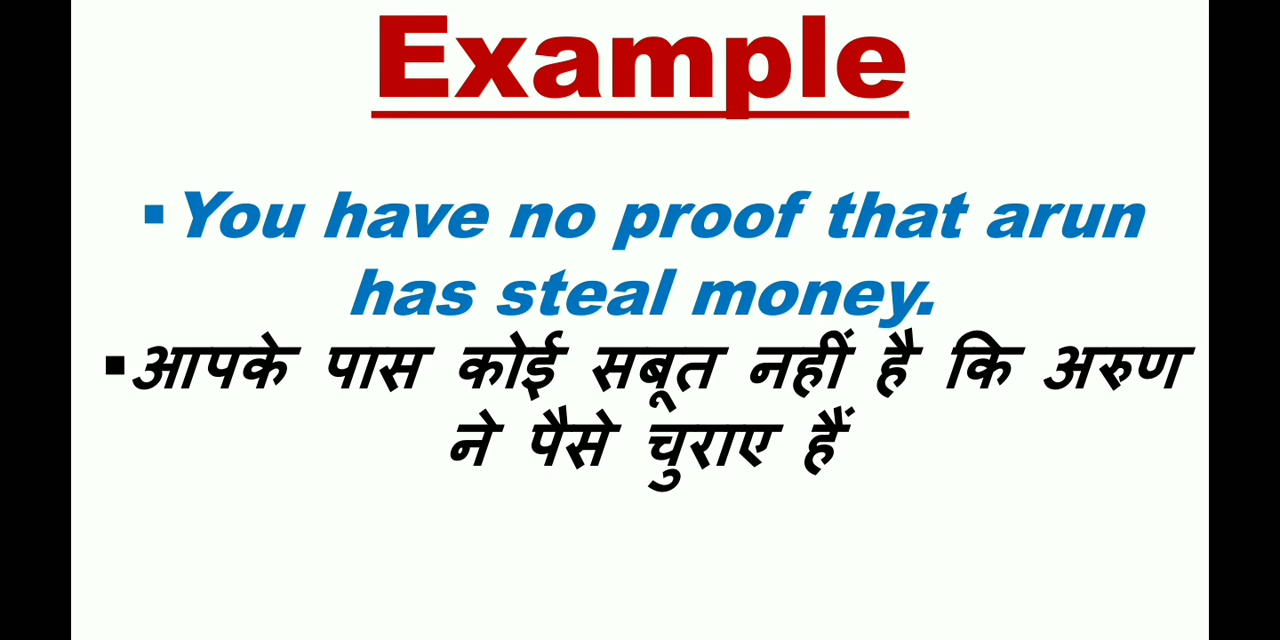 Example
▪You have no proof that arun
has steal money.
▪आपके पास कोई सबूत नहीं है कि अरुण
ने पैसे चुराए हैं